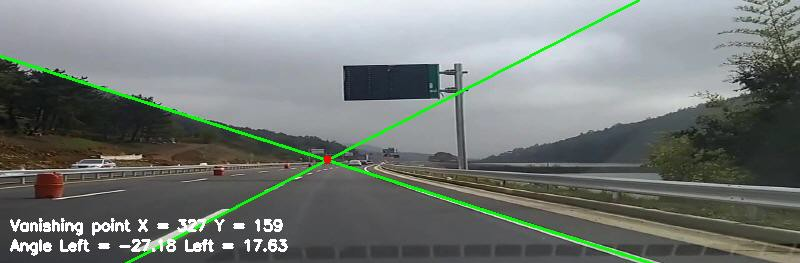 Vanishing point X = 327 Y = 159
Angle Left = -27.18 Left = 17.63